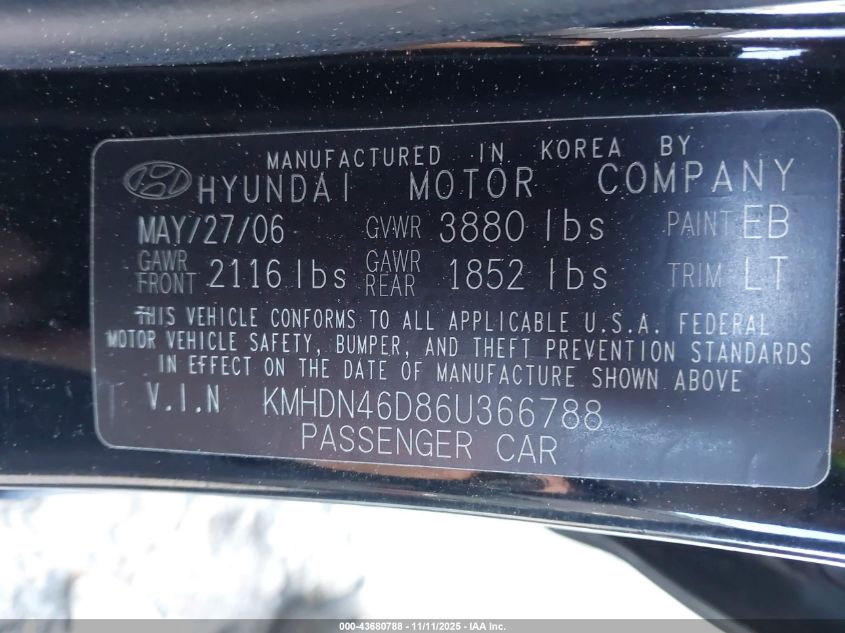 MANUFACTURED IN KOREA BY
HYUNDAI MOTOR COMPANY
MAY/27/06 GVWR 3880 lbs PAINT EB
GAWR FRONT 2116 lbs GAWR REAR 1852 lbs TRIM LT
THIS VEHICLE CONFORMS TO ALL APPLICABLE U.S.A. FEDERAL
MOTOR VEHICLE SAFETY, BUMPER, AND THEFT PREVENTION STANDARDS
IN EFFECT ON THE DATE OF MANUFACTURE SHOWN ABOVE
V.I.N KMHDN46D86U366788
PASSENGER CAR
000-43680788 - 11/11/2025 - IAA Inc.